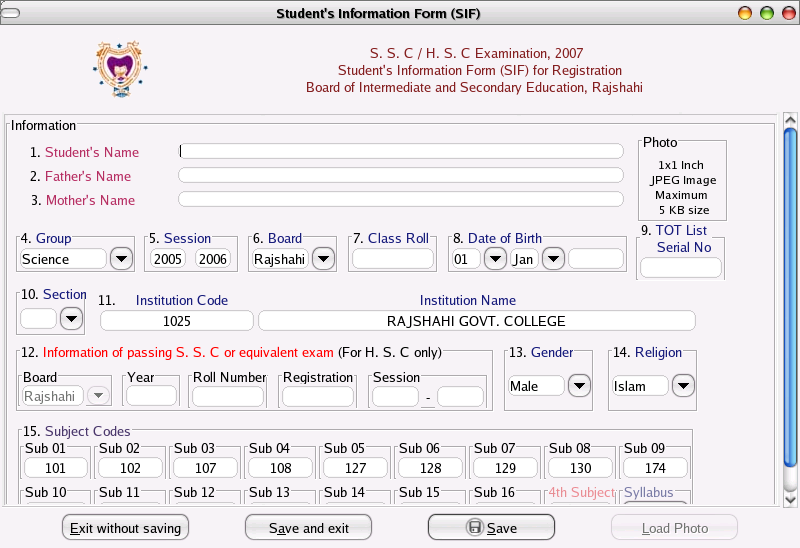 Student's Information Form (SIF)
S. S. C / H. S. C Examination, 2007
Student's Information Form (SIF) for Registration
Board of Intermediate and Secondary Education, Rajshahi
Information
1. Student's Name
2. Father's Name
3. Mother's Name
Photo
1x1 Inch
JPEG Image
Maximum
5 KB size
4. Group
Science
5. Session
2005 2006
6. Board
Rajshahi
7. Class Roll
8. Date of Birth
01 Jan
9. TOT List
Serial No
10. Section
11. Institution Code Institution Name
1025 RAJSHAHI GOVT. COLLEGE
12. Information of passing S. S. C or equivalent exam (For H. S. C only)
Board Year Roll Number Registration Session
Rajshahi -
13. Gender
Male
14. Religion
Islam
15. Subject Codes
Sub 01 Sub 02 Sub 03 Sub 04 Sub 05 Sub 06 Sub 07 Sub 08 Sub 09
101 102 107 108 127 128 129 130 174
Sub 10 Sub 11 Sub 12 Sub 13 Sub 14 Sub 15 Sub 16 4th Subject Syllabus
Exit without saving Save and exit Save Load Photo